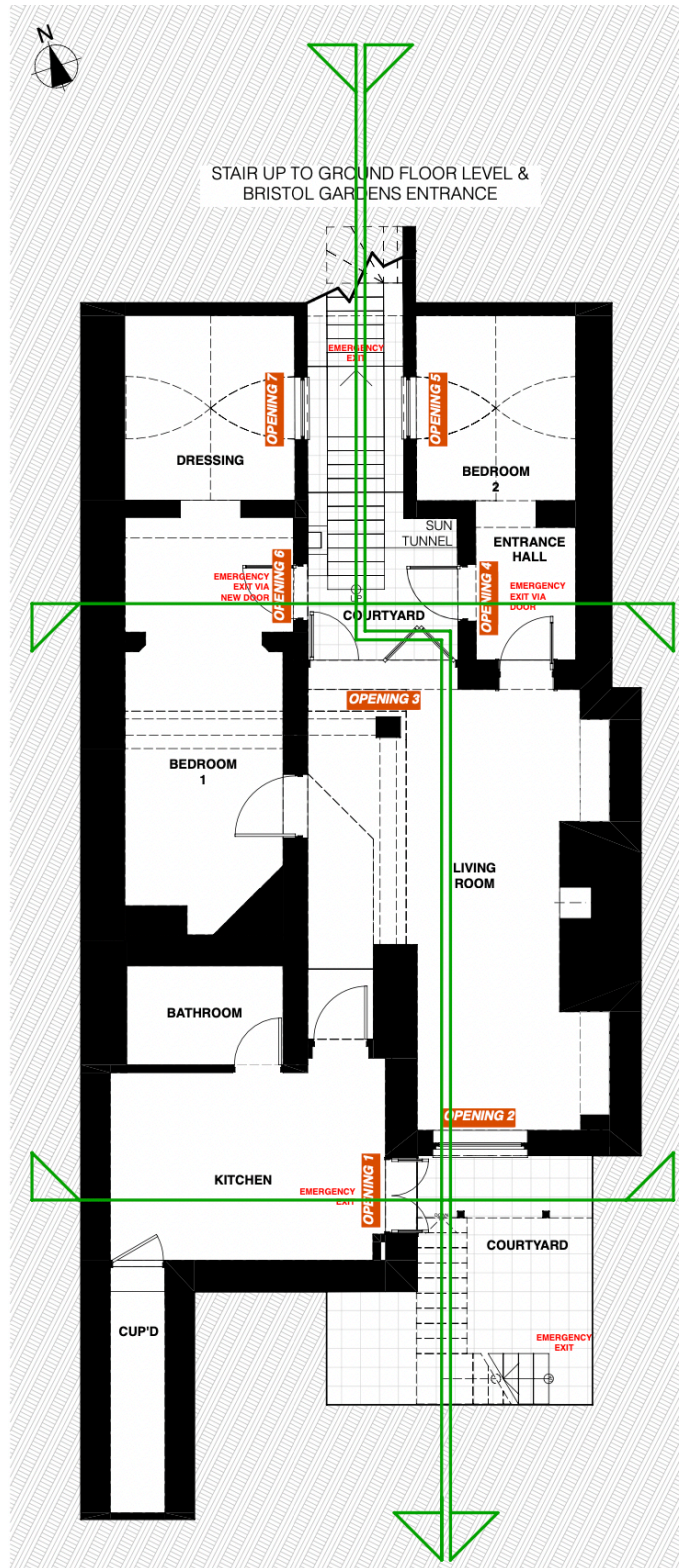 N
STAIR UP TO GROUND FLOOR LEVEL &
BRISTOL GARDENS ENTRANCE
EMERGENCY
EXIT
OPENING 7
OPENING 5
DRESSING
BEDROOM
2
SUN
TUNNEL
ENTRANCE
HALL
OPENING 6
EMERGENCY
EXIT VIA
NEW DOOR
OPENING 4
EMERGENCY
EXIT VIA
DOOR
UP
COURTYARD
OPENING 3
BEDROOM
1
LIVING
ROOM
BATHROOM
OPENING 2
KITCHEN
OPENING 1
EMERGENCY
EXIT
COURTYARD
CUP'D
EMERGENCY
EXIT